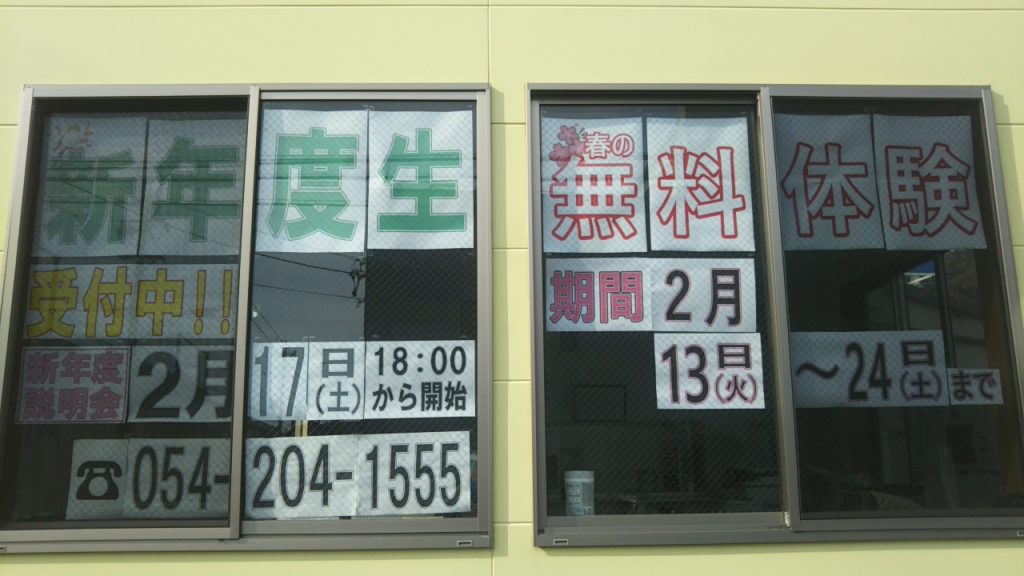 新年度生
受付中!!
新年度
説明会
2月17日(土)
18:00
から開始
☎054-204-1555
春の
無料体験
期間 2月
13日(火)~24日(土)まで